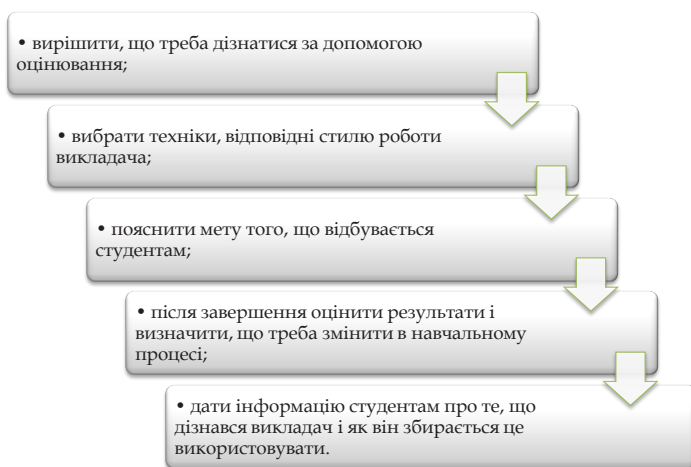 • вирішити, що треба дізнатися за допомогою
оцінювання;
• вибрати техніки, відповідні стилю роботи
викладача;
• пояснити мету того, що відбувається
студентам;
• після завершення оцінити результати і
визначити, що треба змінити в навчальному
процесі;
• дати інформацію студентам про те, що
дізнався викладач і як він збирається це
використовувати.